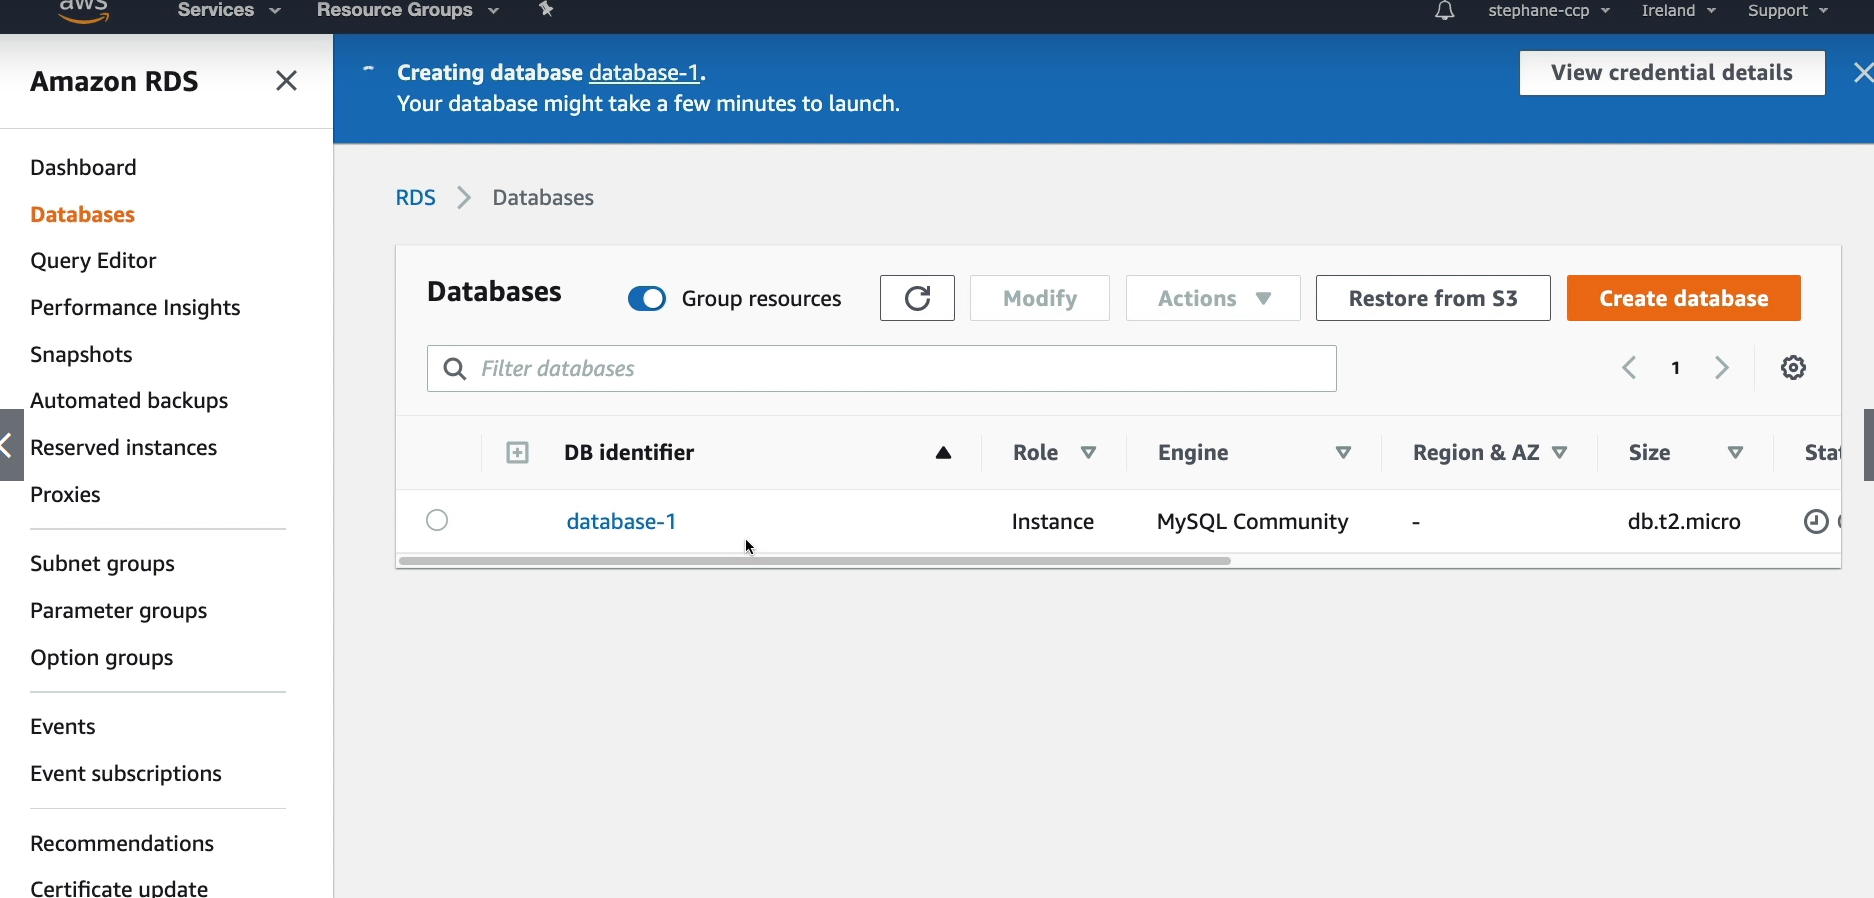 aws
Services
Resource Groups
stephane-ccp
Ireland
Support
Amazon RDS
Creating database database-1.
Your database might take a few minutes to launch.
View credential details
Dashboard
Databases
Query Editor
Performance Insights
Snapshots
Automated backups
Reserved instances
Proxies
Subnet groups
Parameter groups
Option groups
Events
Event subscriptions
Recommendations
Certificate update
RDS > Databases
Databases
Group resources
Modify
Actions
Restore from S3
Create database
Filter databases
1
DB identifier
Role
Engine
Region & AZ
Size
database-1
Instance
MySQL Community
-
db.t2.micro